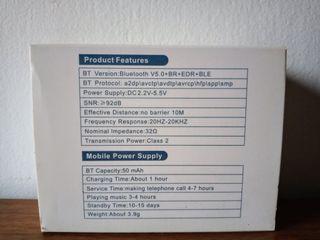 Product Features
BT Version:Bluetooth V5.0+BR+EDR+BLE
BT Protocol: a2dp\avctp\avdtp\avrcp\hfp\spp\smp
Power Supply:DC2.2V-5.5V
SNR:≥92dB
Effective Distance:no barrier 10M
Frequency Response:20HZ-20KHZ
Nominal Impedance:32Ω
Transmission Power:Class 2
Mobile Power Supply
BT Capacity:50 mAh
Charging Time:About 1 hour
Service Time:making telephone call 4-7 hours
Playing music 3-4 hours
Standby Time:10-15 days
Weight:About 3.9g